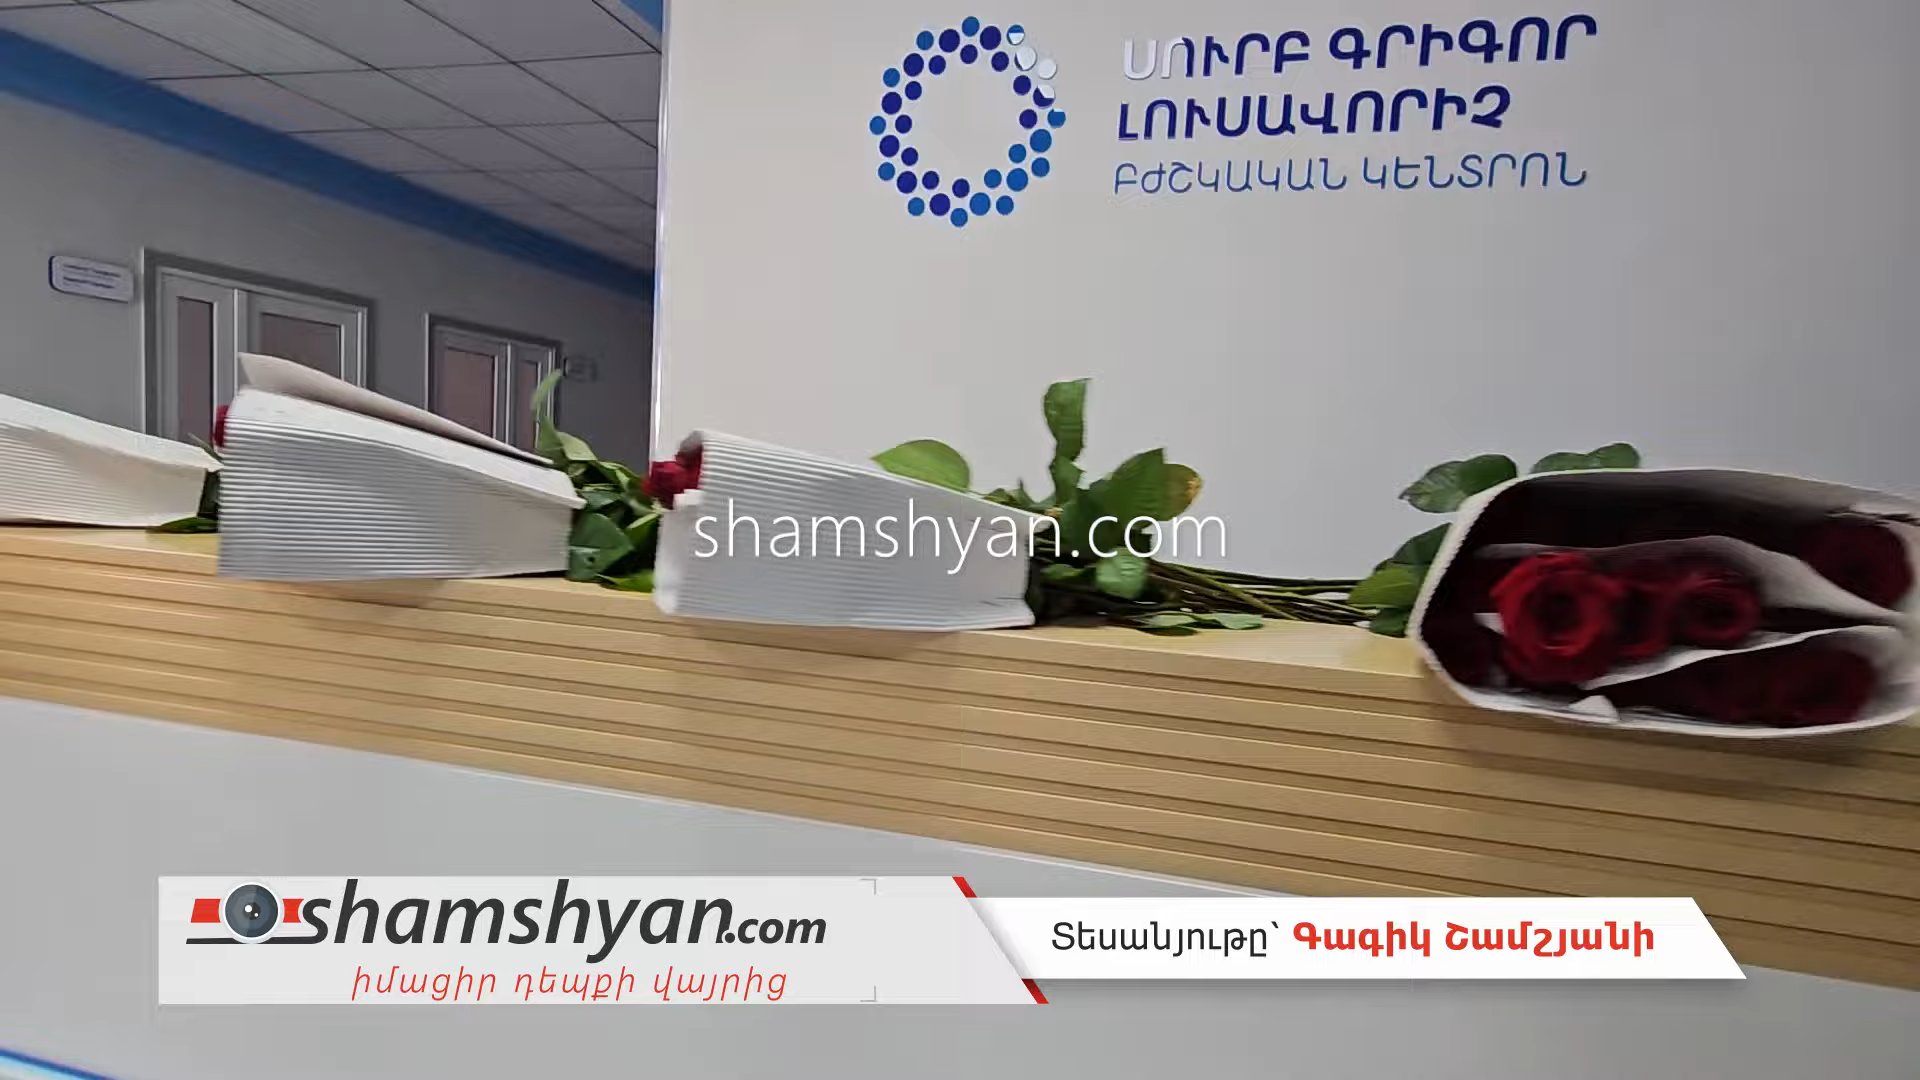 ՍՈՒՐԲ ԳՐԻԳՈՐ
ԼՈՒՍԱՎՈՐԻՉ
ԲԺՇԿԱԿԱՆ ԿԵՆՏՐՈՆ
shamshyan.com
shamshyan.com
իմացիր դեպքի վայրից
Տեսանյութը՝ Գագիկ Շամշյանի